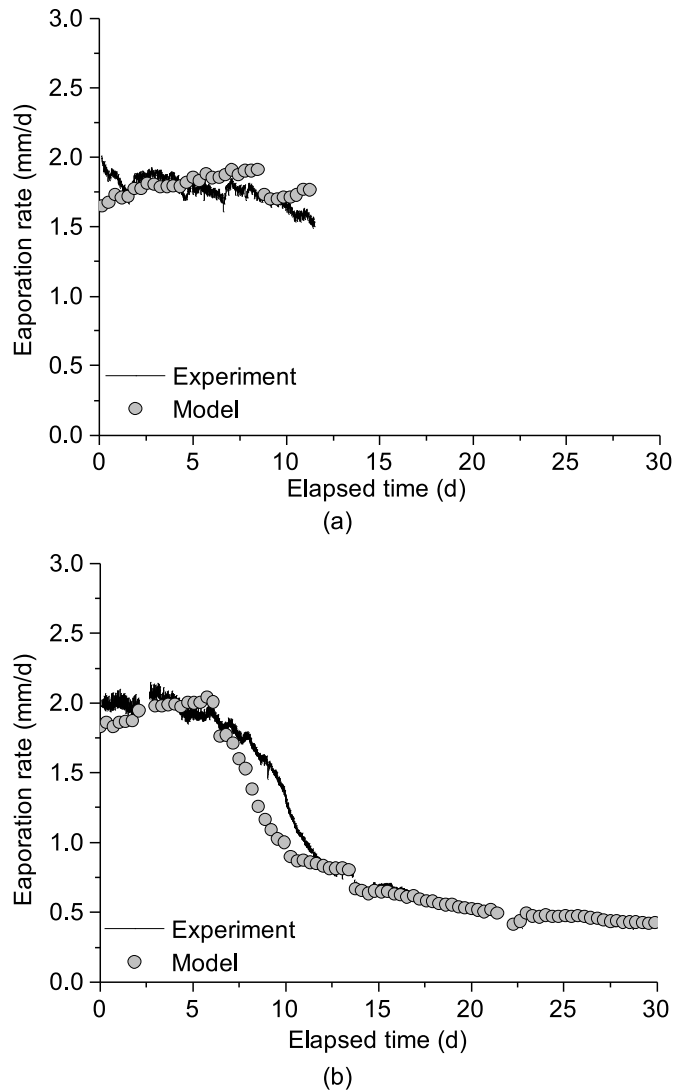 3.0
2.5
2.0
1.5
1.0
0.5
0.0
Eaporation rate (mm/d)
Experiment
Model
0 5 10 15 20 25 30
Elapsed time (d)
(a)
3.0
2.5
2.0
1.5
1.0
0.5
0.0
Eaporation rate (mm/d)
Experiment
Model
0 5 10 15 20 25 30
Elapsed time (d)
(b)